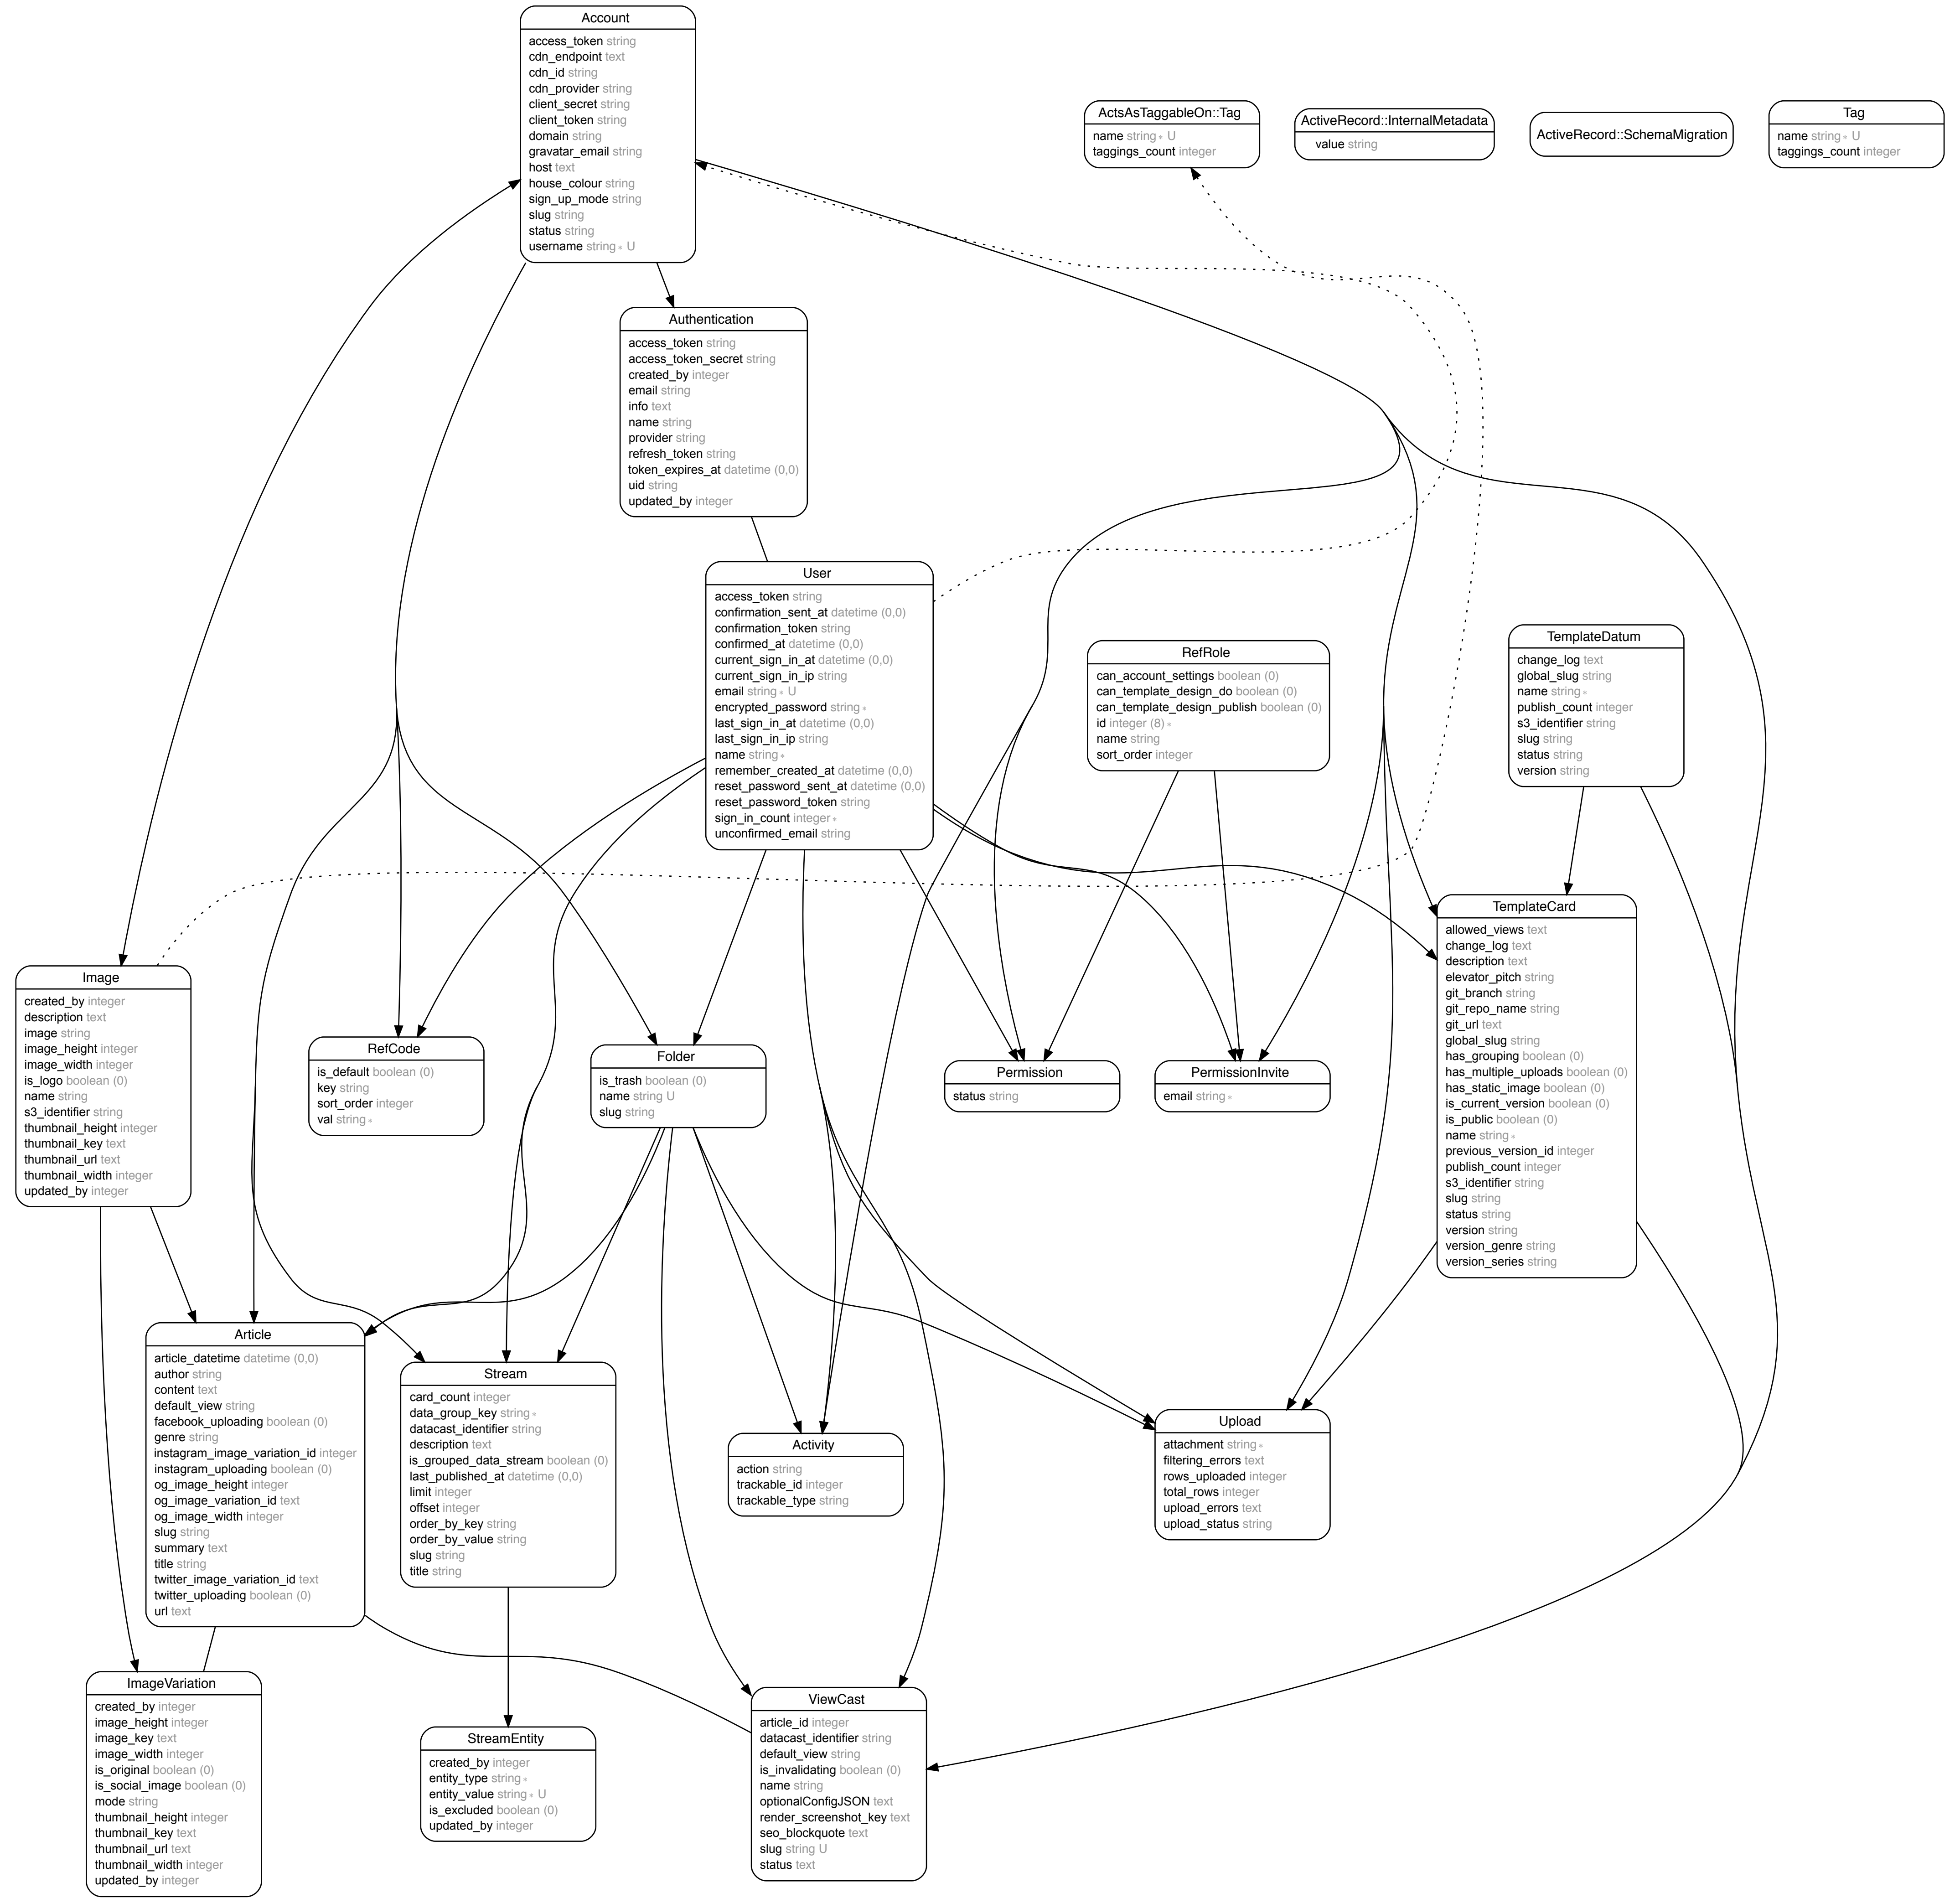 Account
access_token string
cdn_endpoint text
cdn_id string
cdn_provider string
client_secret string
client_token string
domain string
gravatar_email string
host text
house_colour string
sign_up_mode string
slug string
status string
username string * U
ActsAsTaggableOn::Tag
name string * U
taggings_count integer
ActiveRecord::InternalMetadata
value string
ActiveRecord::SchemaMigration
Tag
name string * U
taggings_count integer
Authentication
access_token string
access_token_secret string
created_by integer
email string
info text
name string
provider string
refresh_token string
token_expires_at datetime (0,0)
uid string
updated_by integer
User
access_token string
confirmation_sent_at datetime (0,0)
confirmation_token string
confirmed_at datetime (0,0)
current_sign_in_at datetime (0,0)
current_sign_in_ip string
email string * U
encrypted_password string *
last_sign_in_at datetime (0,0)
last_sign_in_ip string
name string *
remember_created_at datetime (0,0)
reset_password_sent_at datetime (0,0)
reset_password_token string
sign_in_count integer *
unconfirmed_email string
RefRole
can_account_settings boolean (0)
can_template_design_do boolean (0)
can_template_design_publish boolean (0)
id integer (8) *
name string
sort_order integer
TemplateDatum
change_log text
global_slug string
name string *
publish_count integer
s3_identifier string
slug string
status string
version string
TemplateCard
allowed_views text
change_log text
description text
elevator_pitch string
git_branch string
git_repo_name string
git_url text
global_slug string
has_grouping boolean (0)
has_multiple_uploads boolean (0)
has_static_image boolean (0)
is_current_version boolean (0)
is_public boolean (0)
name string *
previous_version_id integer
publish_count integer
s3_identifier string
slug string
status string
version string
version_genre string
version_series string
Image
created_by integer
description text
image string
image_height integer
image_width integer
is_logo boolean (0)
name string
s3_identifier string
thumbnail_height integer
thumbnail_key text
thumbnail_url text
thumbnail_width integer
updated_by integer
RefCode
is_default boolean (0)
key string
sort_order integer
val string *
Folder
is_trash boolean (0)
name string U
slug string
Permission
status string
PermissionInvite
email string *
Article
article_datetime datetime (0,0)
author string
content text
default_view string
facebook_uploading boolean (0)
genre string
instagram_image_variation_id integer
instagram_uploading boolean (0)
og_image_height integer
og_image_variation_id text
og_image_width integer
slug string
summary text
title string
twitter_image_variation_id text
twitter_uploading boolean (0)
url text
Stream
card_count integer
data_group_key string *
datacast_identifier string
description text
is_grouped_data_stream boolean (0)
last_published_at datetime (0,0)
limit integer
offset integer
order_by_key string
order_by_value string
slug string
title string
Activity
action string
trackable_id integer
trackable_type string
Upload
attachment string *
filtering_errors text
rows_uploaded integer
total_rows integer
upload_errors text
upload_status string
ImageVariation
created_by integer
image_height integer
image_key text
image_width integer
is_original boolean (0)
is_social_image boolean (0)
mode string
thumbnail_height integer
thumbnail_key text
thumbnail_url text
thumbnail_width integer
updated_by integer
StreamEntity
created_by integer
entity_type string *
entity_value string * U
is_excluded boolean (0)
updated_by integer
ViewCast
article_id integer
datacast_identifier string
default_view string
is_invalidating boolean (0)
name string
optionalConfigJSON text
render_screenshot_key text
seo_blockquote text
slug string U
status text